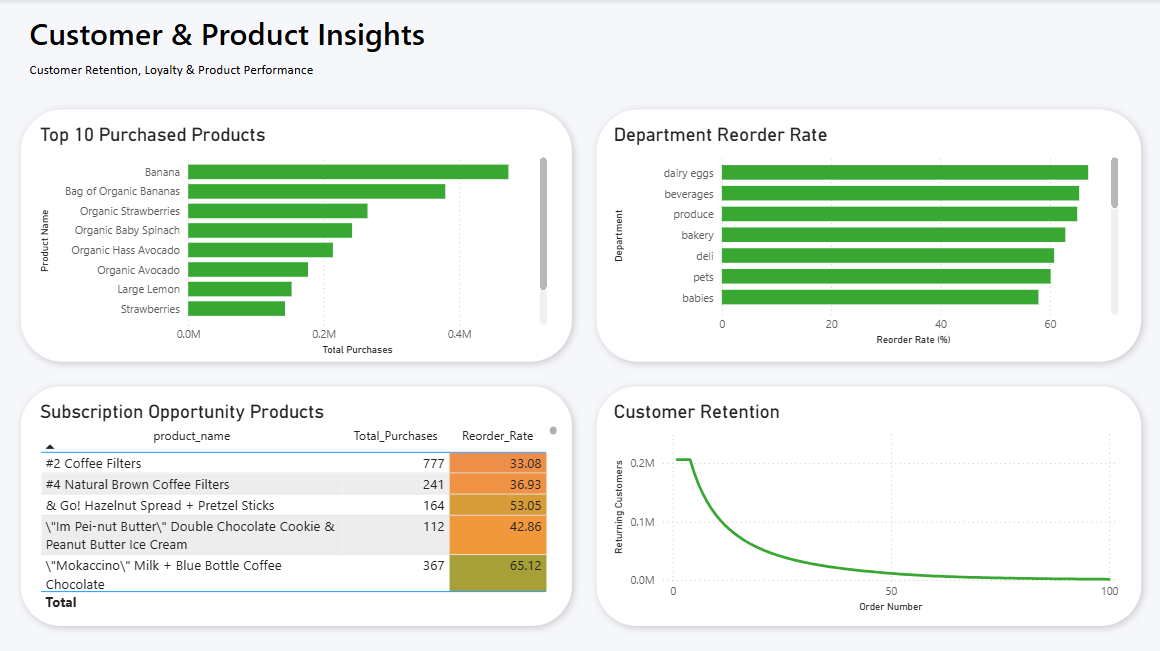 Customer & Product Insights
Customer Retention, Loyalty & Product Performance
Top 10 Purchased Products
Product Name
Banana
Bag of Organic Bananas
Organic Strawberries
Organic Baby Spinach
Organic Hass Avocado
Organic Avocado
Large Lemon
Strawberries
0.0M 0.2M 0.4M
Total Purchases
Department Reorder Rate
Department
dairy eggs
beverages
produce
bakery
deli
pets
babies
0 20 40 60
Reorder Rate (%)
Subscription Opportunity Products
product_name Total_Purchases Reorder_Rate
#2 Coffee Filters 777 33.08
#4 Natural Brown Coffee Filters 241 36.93
& Go! Hazelnut Spread + Pretzel Sticks 164 53.05
\"Im Pei-nut Butter\" Double Chocolate Cookie & 112 42.86
Peanut Butter Ice Cream
\"Mokaccino\" Milk + Blue Bottle Coffee 367 65.12
Chocolate
Total
Customer Retention
Returning Customers
0.2M
0.1M
0.0M
0 50 100
Order Number